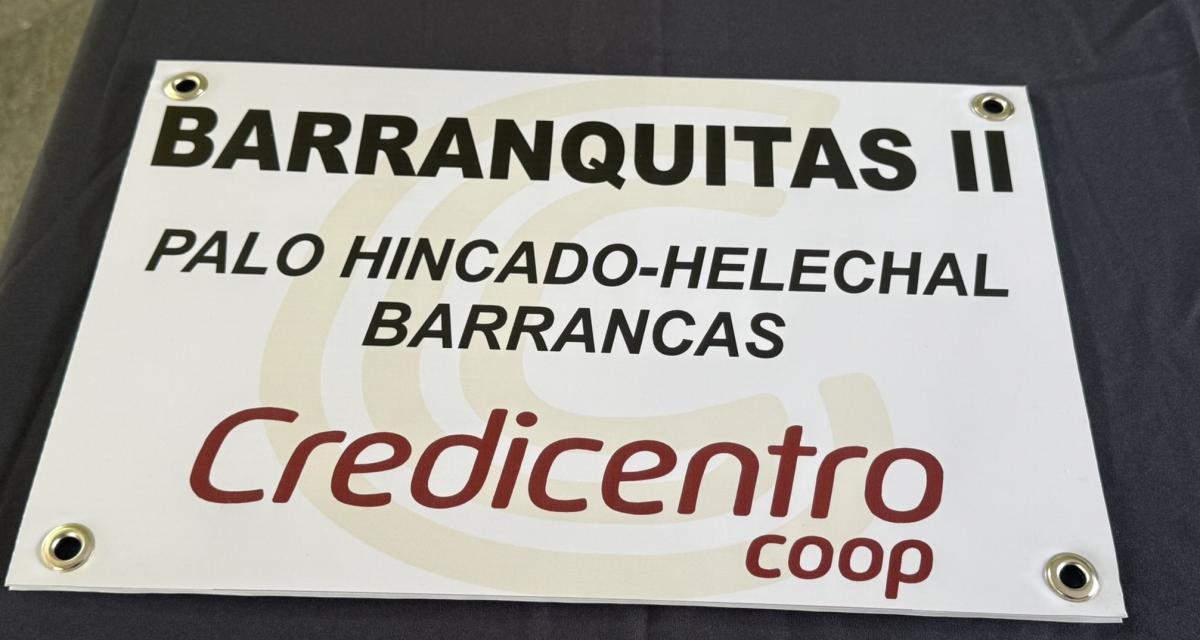 BARRANQUITAS II
PALO HINCADO-HELECHAL
BARRANCAS
Credicentro
coop